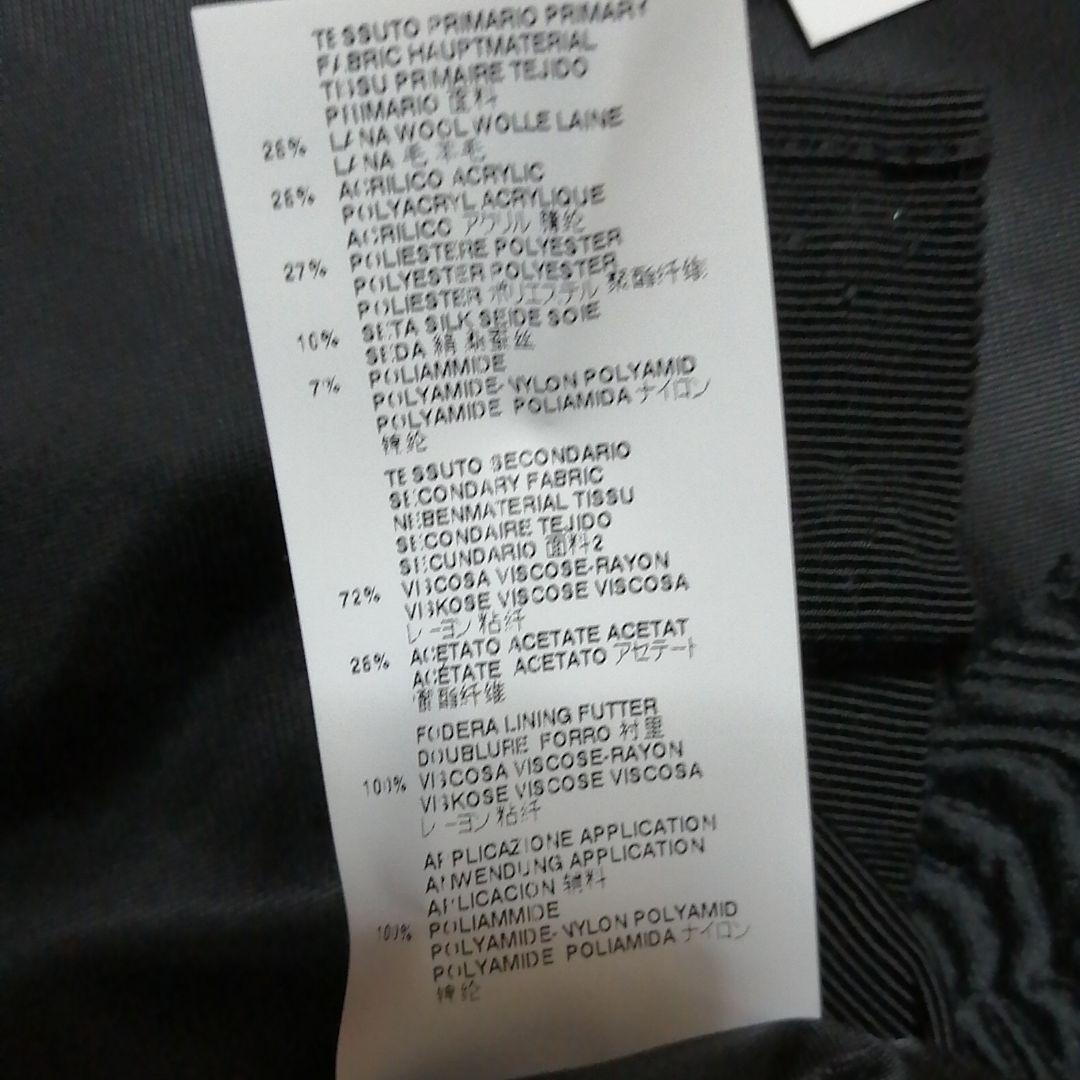 TESSUTO PRIMARIO PRIMARY
FABRIC HAUPTMATERIAL
TISSU PRIMAIRE TEJIDO
PRIMARIO 面料
28% LANA WOOL WOLLE LAINE
LANA 毛 羊毛
28% ACRILICO ACRYLIC
POLYACRYL ACRYLIQUE
ACRILICO アクリル 腈纶
27% POLIESTERE POLYESTER
POLYESTER POLYESTER
POLIESTER ポリエステル 聚酯纤维
10% SETA SILK SEIDE SOIE
SEDA 絹 桑蚕丝
7% POLIAMMIDE
POLYAMIDE-NYLON POLYAMID
POLYAMIDE POLIAMIDA ナイロン
锦纶
TESSUTO SECONDARIO
SECONDARY FABRIC
NEBENMATERIAL TISSU
SECONDAIRE TEJIDO
SECUNDARIO 面料2
72% VISCOSA VISCOSE-RAYON
VISKOSE VISCOSE VISCOSA
レーヨン 粘纤
28% ACETATO ACETATE ACETAT
ACÉTATE ACETATO アセテート
醋酯纤维
FODERA LINING FUTTER
DOUBLURE FORRO 衬里
100% VISCOSA VISCOSE-RAYON
VISKOSE VISCOSE VISCOSA
レーヨン 粘纤
APPLICAZIONE APPLICATION
ANWENDUNG APPLICATION
APLICACION 辅料
100% POLIAMMIDE
POLYAMIDE-NYLON POLYAMID
POLYAMIDE POLIAMIDA ナイロン
锦纶